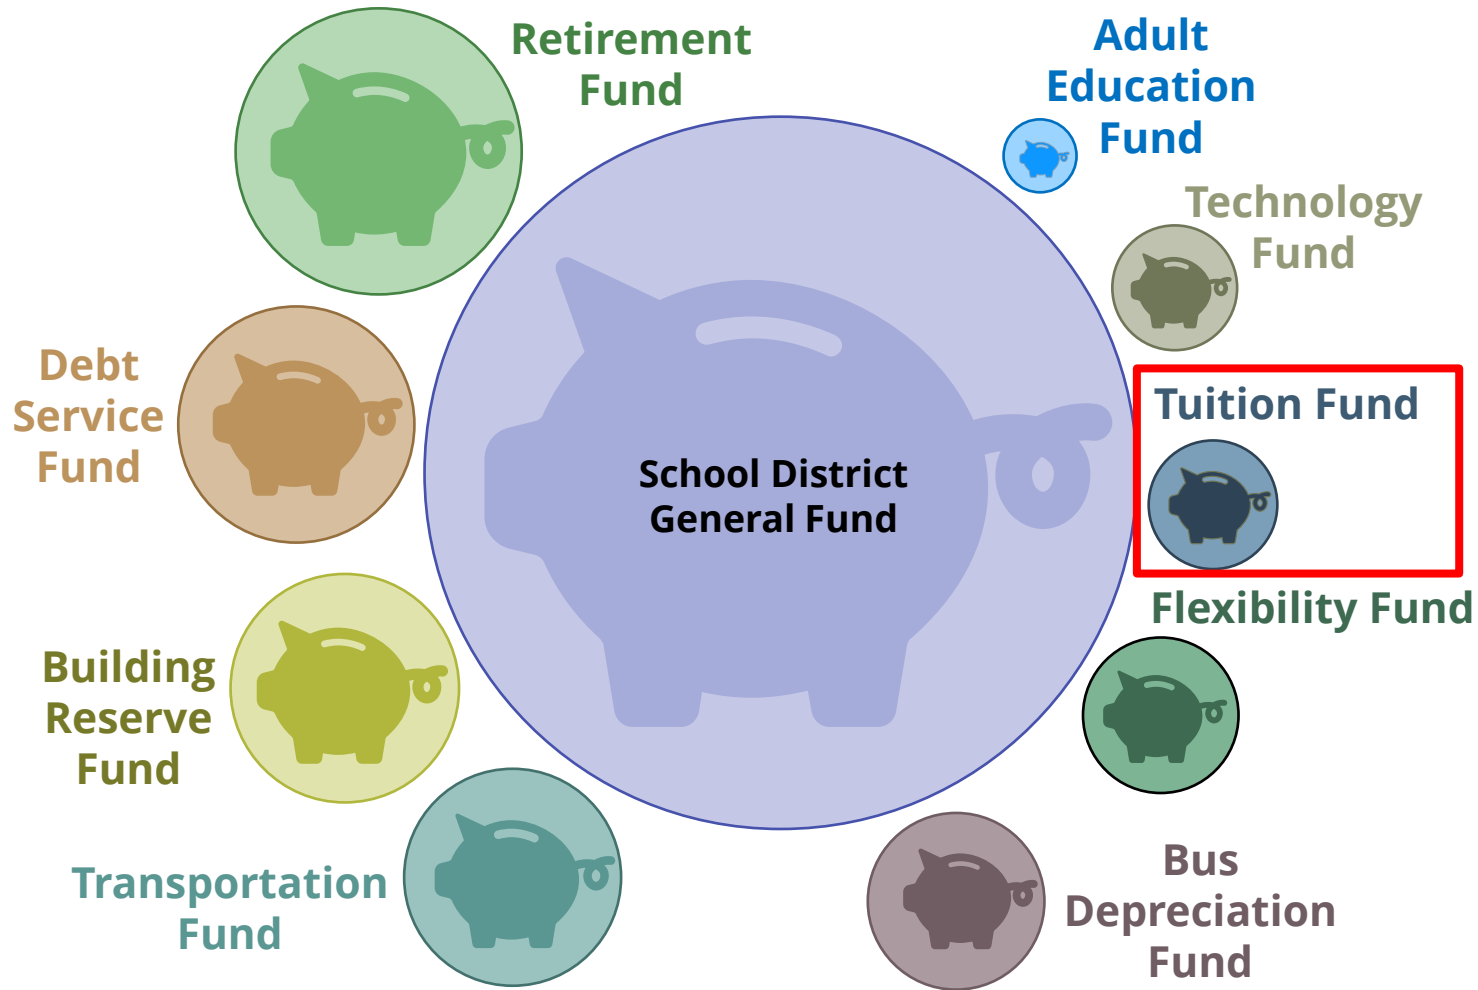 Retirement
Fund
Adult
Education
Fund
Technology
Fund
Debt
Service
Fund
Tuition Fund
School District
General Fund
Flexibility Fund
Building
Reserve
Fund
Transportation
Fund
Bus
Depreciation
Fund